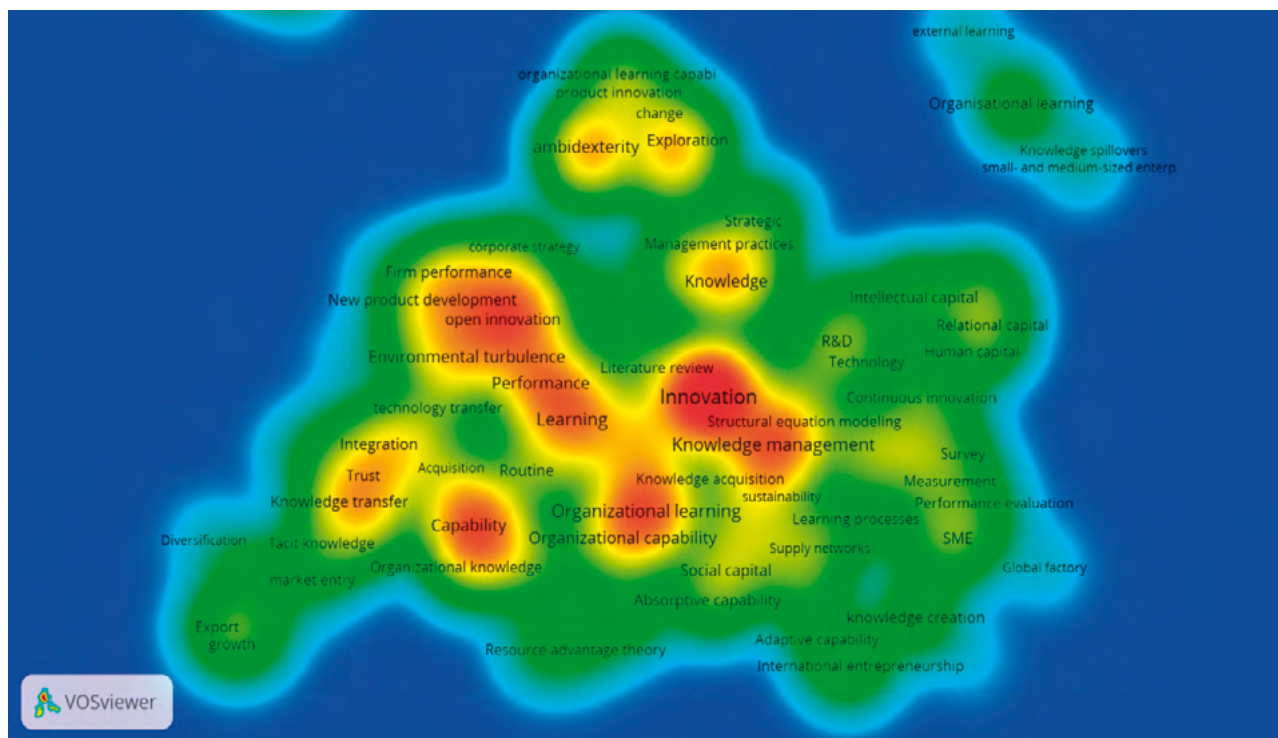 external learning
organizational learning capabi
product innovation
Organisational learning
change
ambidexterity
Exploration
Knowledge spillovers
small- and medium-sized enterp
Strategic
corporate strategy
Management practices
Firm performance
Knowledge
New product development
Intellectual capital
open innovation
Relational capital
R&D
Environmental turbulence
Human capital
Literature review
Technology
Performance
Innovation
Continuous innovation
technology transfer
Learning
Structural equation modeling
Integration
Knowledge management
Survey
Trust
Acquisition
Routine
Knowledge acquisition
Measurement
sustainability
Knowledge transfer
Performance evaluation
Organizational learning
Learning processes
Capability
Organizational capability
SME
Diversification
Tacit knowledge
Supply networks
Organizational knowledge
Social capital
Global factory
market entry
Absorptive capability
knowledge creation
Export
growth
Adaptive capability
Resource-advantage theory
International entrepreneurship
VOSviewer